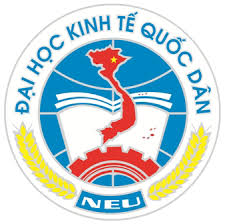 ĐẠI HỌC KINH TẾ QUỐC DÂN
NEU